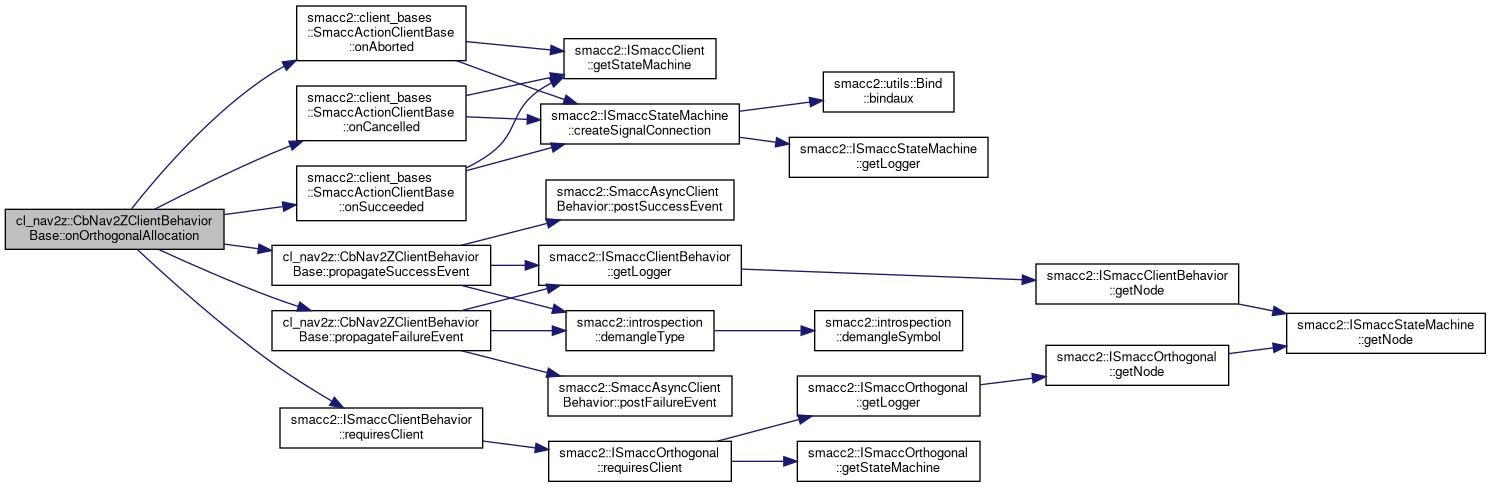 cl_nav2z::CbNav2ZClientBehavior
Base::onOrthogonalAllocation
smacc2::client_bases
::SmaccActionClientBase
::onAborted
smacc2::client_bases
::SmaccActionClientBase
::onCancelled
smacc2::client_bases
::SmaccActionClientBase
::onSucceeded
cl_nav2z::CbNav2ZClientBehavior
Base::propagateSuccessEvent
cl_nav2z::CbNav2ZClientBehavior
Base::propagateFailureEvent
smacc2::ISmaccClientBehavior
::requiresClient
smacc2::ISmaccClient
::getStateMachine
smacc2::ISmaccStateMachine
::createSignalConnection
smacc2::SmaccAsyncClient
Behavior::postSuccessEvent
smacc2::ISmaccClientBehavior
::getLogger
smacc2::introspection
::demangleType
smacc2::SmaccAsyncClient
Behavior::postFailureEvent
smacc2::ISmaccOrthogonal
::requiresClient
smacc2::utils::Bind
::bindaux
smacc2::ISmaccStateMachine
::getLogger
smacc2::introspection
::demangleSymbol
smacc2::ISmaccOrthogonal
::getLogger
smacc2::ISmaccOrthogonal
::getStateMachine
smacc2::ISmaccClientBehavior
::getNode
smacc2::ISmaccOrthogonal
::getNode
smacc2::ISmaccStateMachine
::getNode